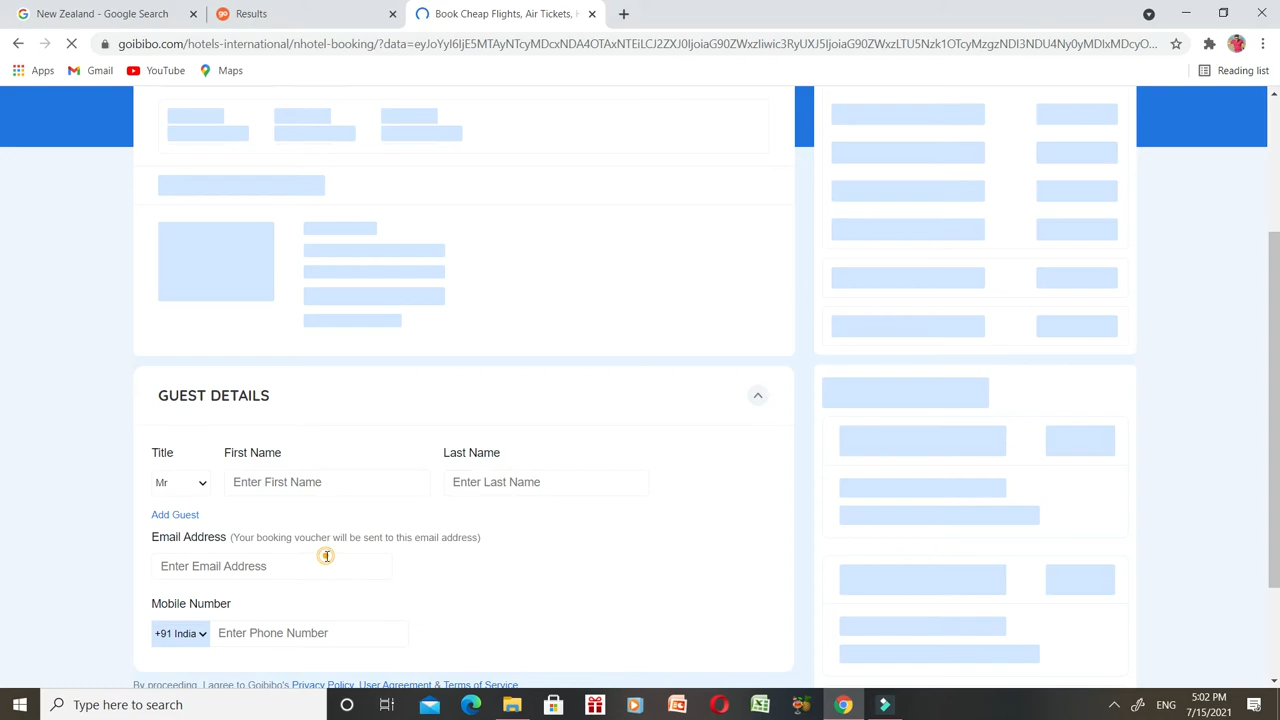 New Zealand - Google Search
go
Results
Book Cheap Flights, Air Tickets, H
goibibo.com/hotels-international/nhotel-booking/?data=
Apps
Gmail
YouTube
Maps
Reading list
GUEST DETAILS
Title
First Name
Last Name
Mr
Enter First Name
Enter Last Name
Add Guest
Email Address (Your booking voucher will be sent to this email address)
Enter Email Address
Mobile Number
+91 India
Enter Phone Number
By proceeding, I agree to Goibibo's Privacy Policy, User Agreement & Terms of Service
Type here to search
ENG
5:02 PM
7/15/2021